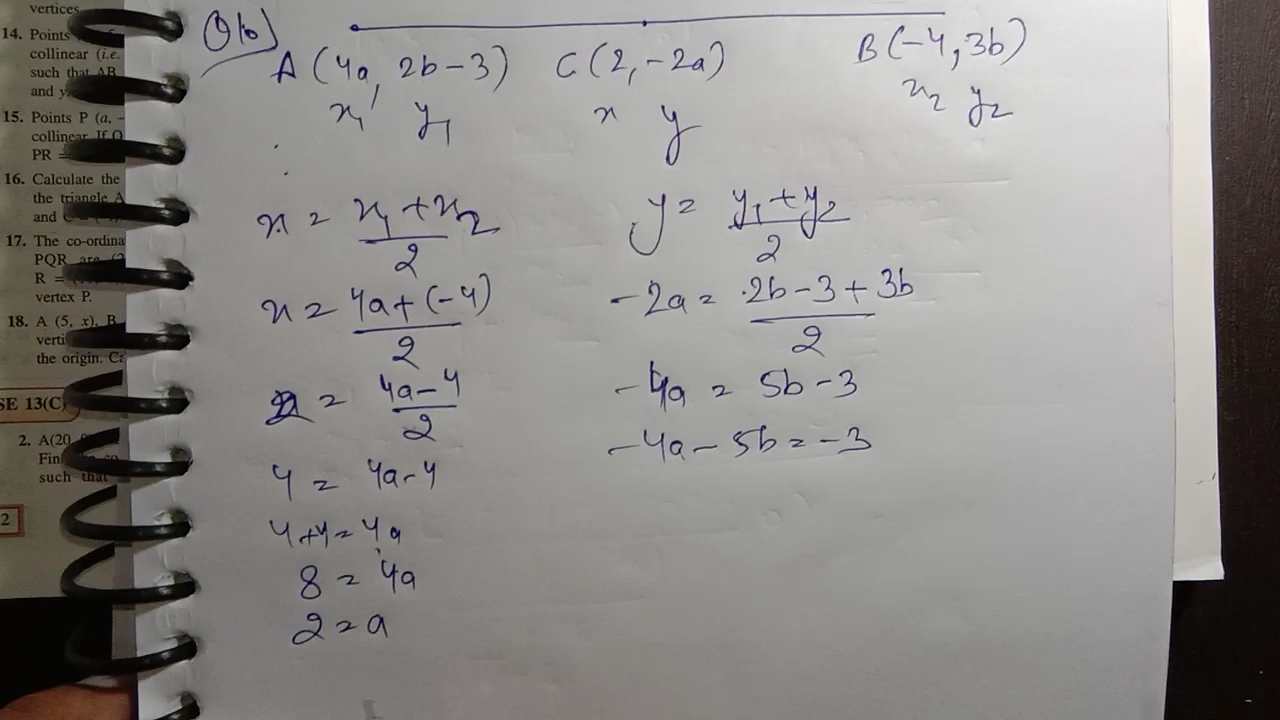 vertices
14. Points
collinear (i.e.
such that AB
and y
15. Points P (a, -
collinear. If Q
PR =
16. Calculate the
the triangle A
and
17. The co-ordina
PQR are
R =
vertex P.
18. A (5, x), B
verti
the origin. Ca
SE 13(C)
2. A(20,
Fin
such that
2
Q16)
A (4a, 2b-3) C (2, -2a) B (-4, 3b)
x₁ y₁ x y x₂ y₂
x = x₁ + x₂ / 2
y = y₁ + y₂ / 2
x = 4a + (-4) / 2
-2a = 2b - 3 + 3b / 2
2 = 4a - 4 / 2
-4a = 5b - 3
4 = 4a - 4
-4a - 5b = -3
4 + 4 = 4a
8 = 4a
2 = a